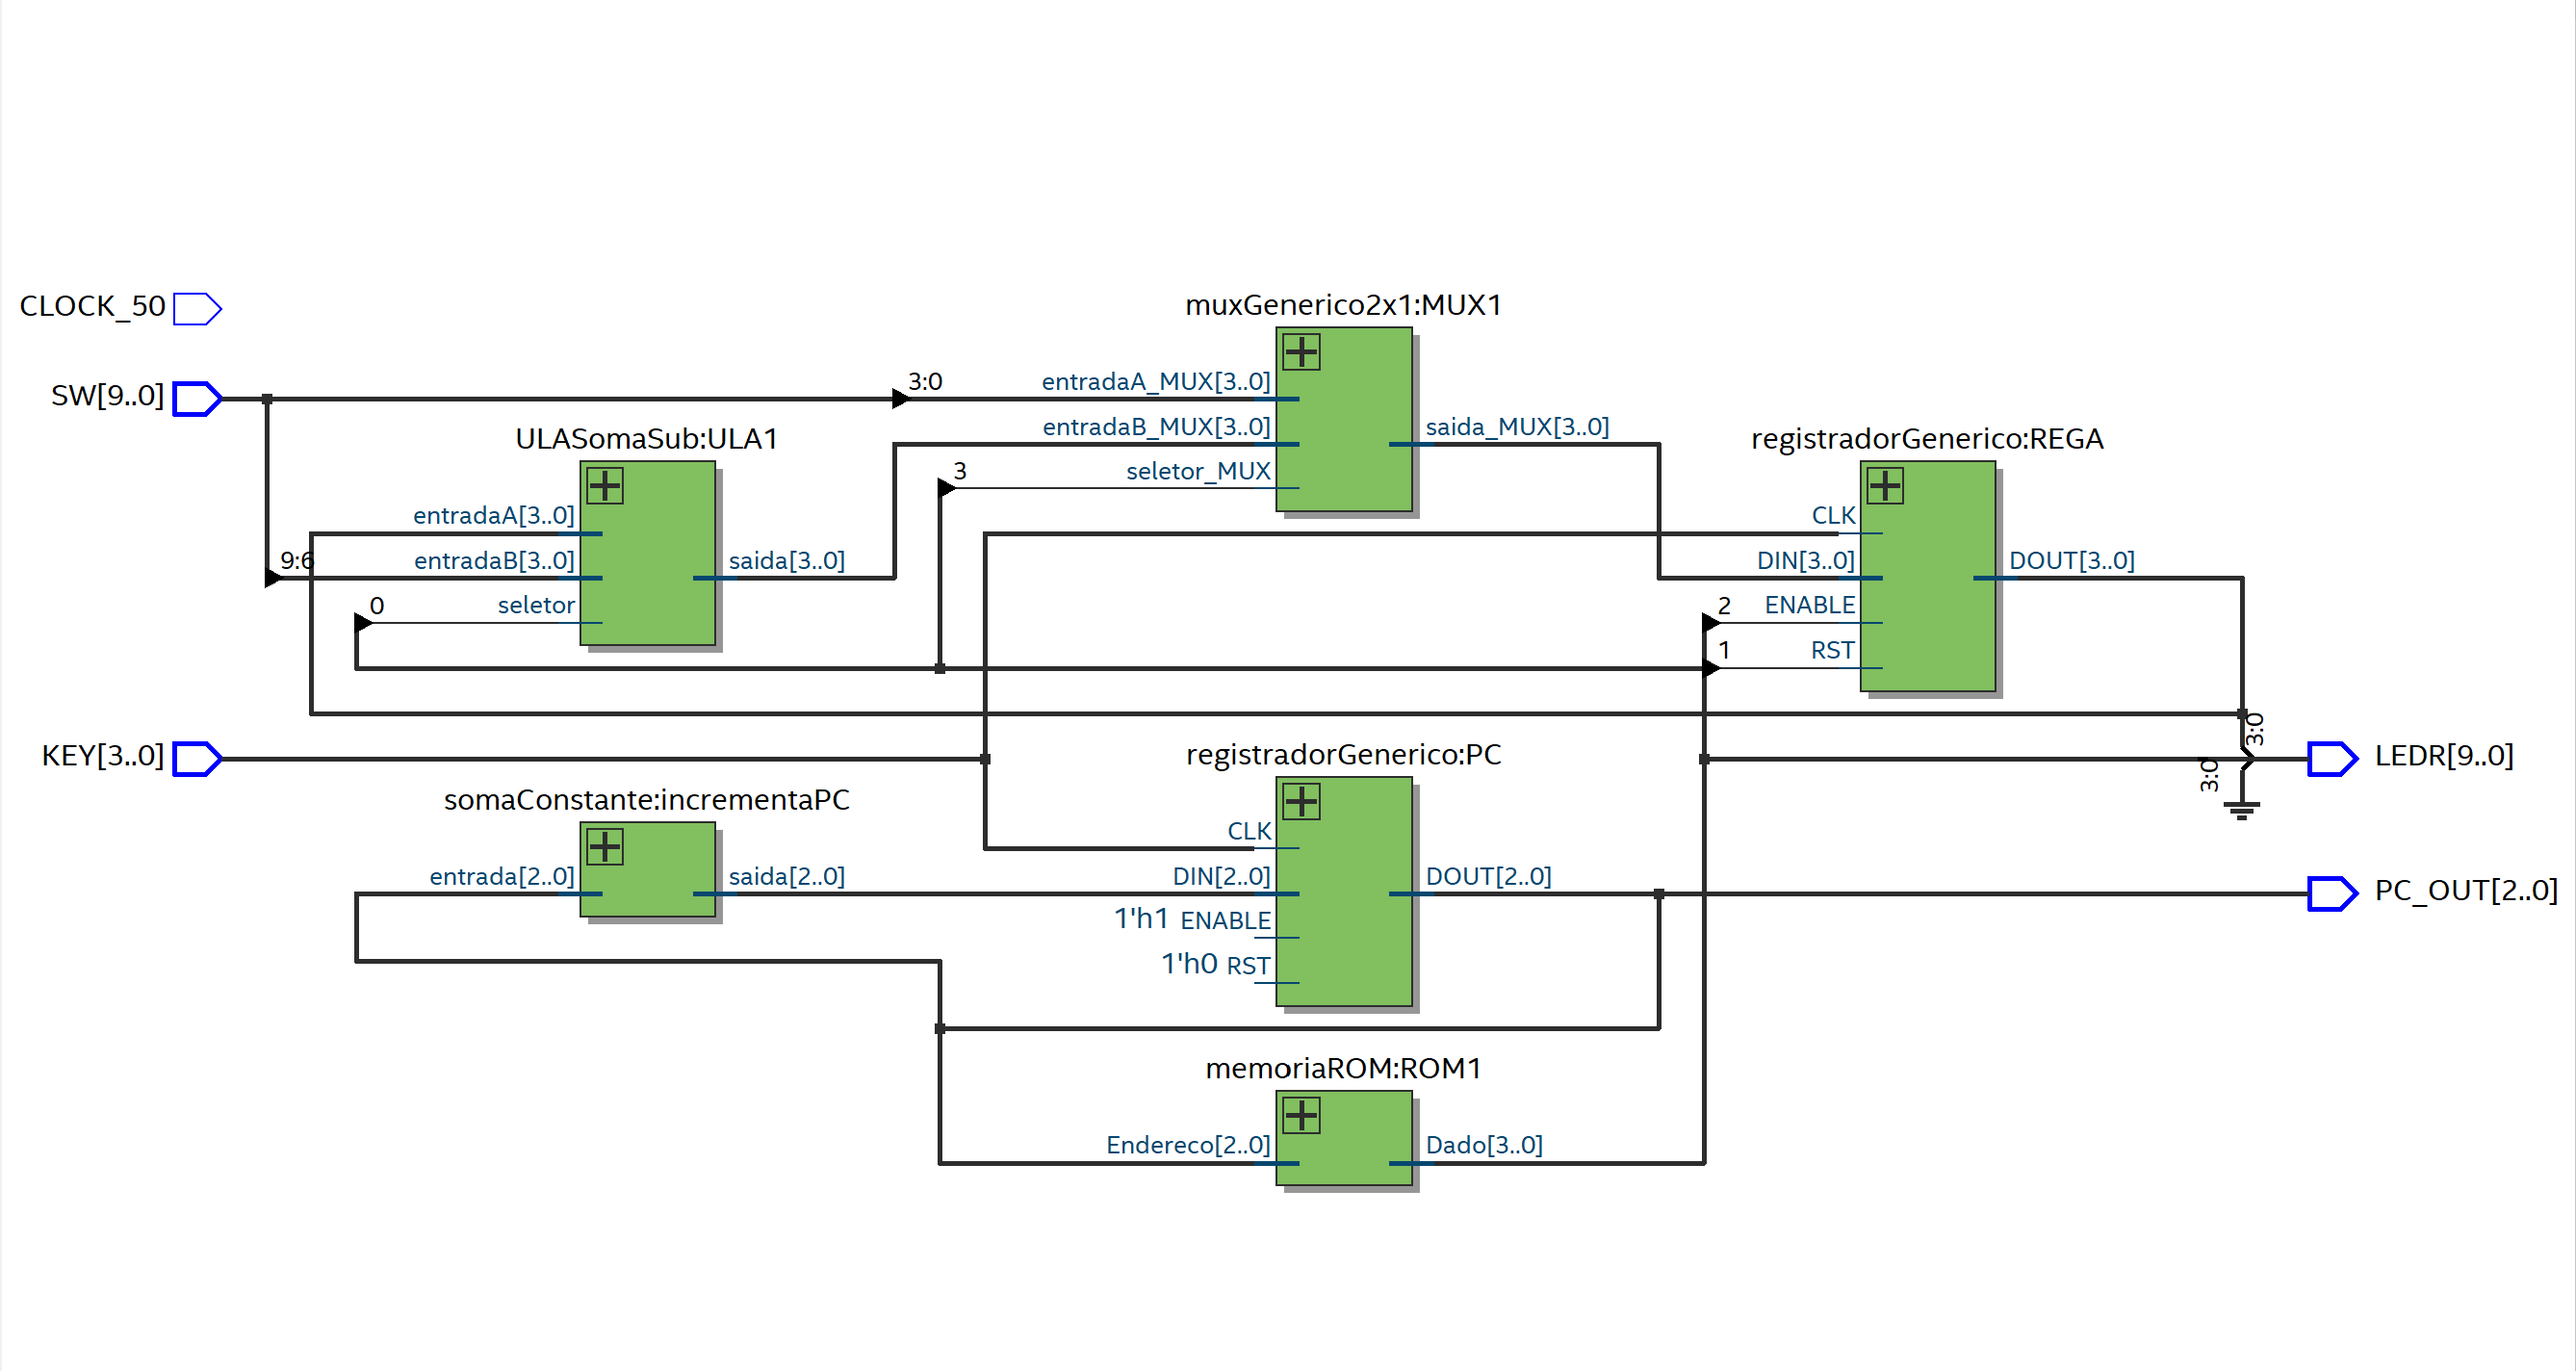 CLOCK_50
SW[9..0]
KEY[3..0]
ULASomaSub:ULA1
entradaA[3..0]
9:6
entradaB[3..0]
saida[3..0]
0
seletor
muxGenerico2x1:MUX1
3:0
entradaA_MUX[3..0]
entradaB_MUX[3..0]
saida_MUX[3..0]
3
seletor_MUX
registradorGenerico:REGA
CLK
DIN[3..0]
DOUT[3..0]
2
ENABLE
1
RST
somaConstante:incrementaPC
entrada[2..0]
saida[2..0]
registradorGenerico:PC
CLK
DIN[2..0]
DOUT[2..0]
1'h1 ENABLE
1'h0 RST
memoriaROM:ROM1
Endereco[2..0]
Dado[3..0]
3:0
3:0
LEDR[9..0]
PC_OUT[2..0]